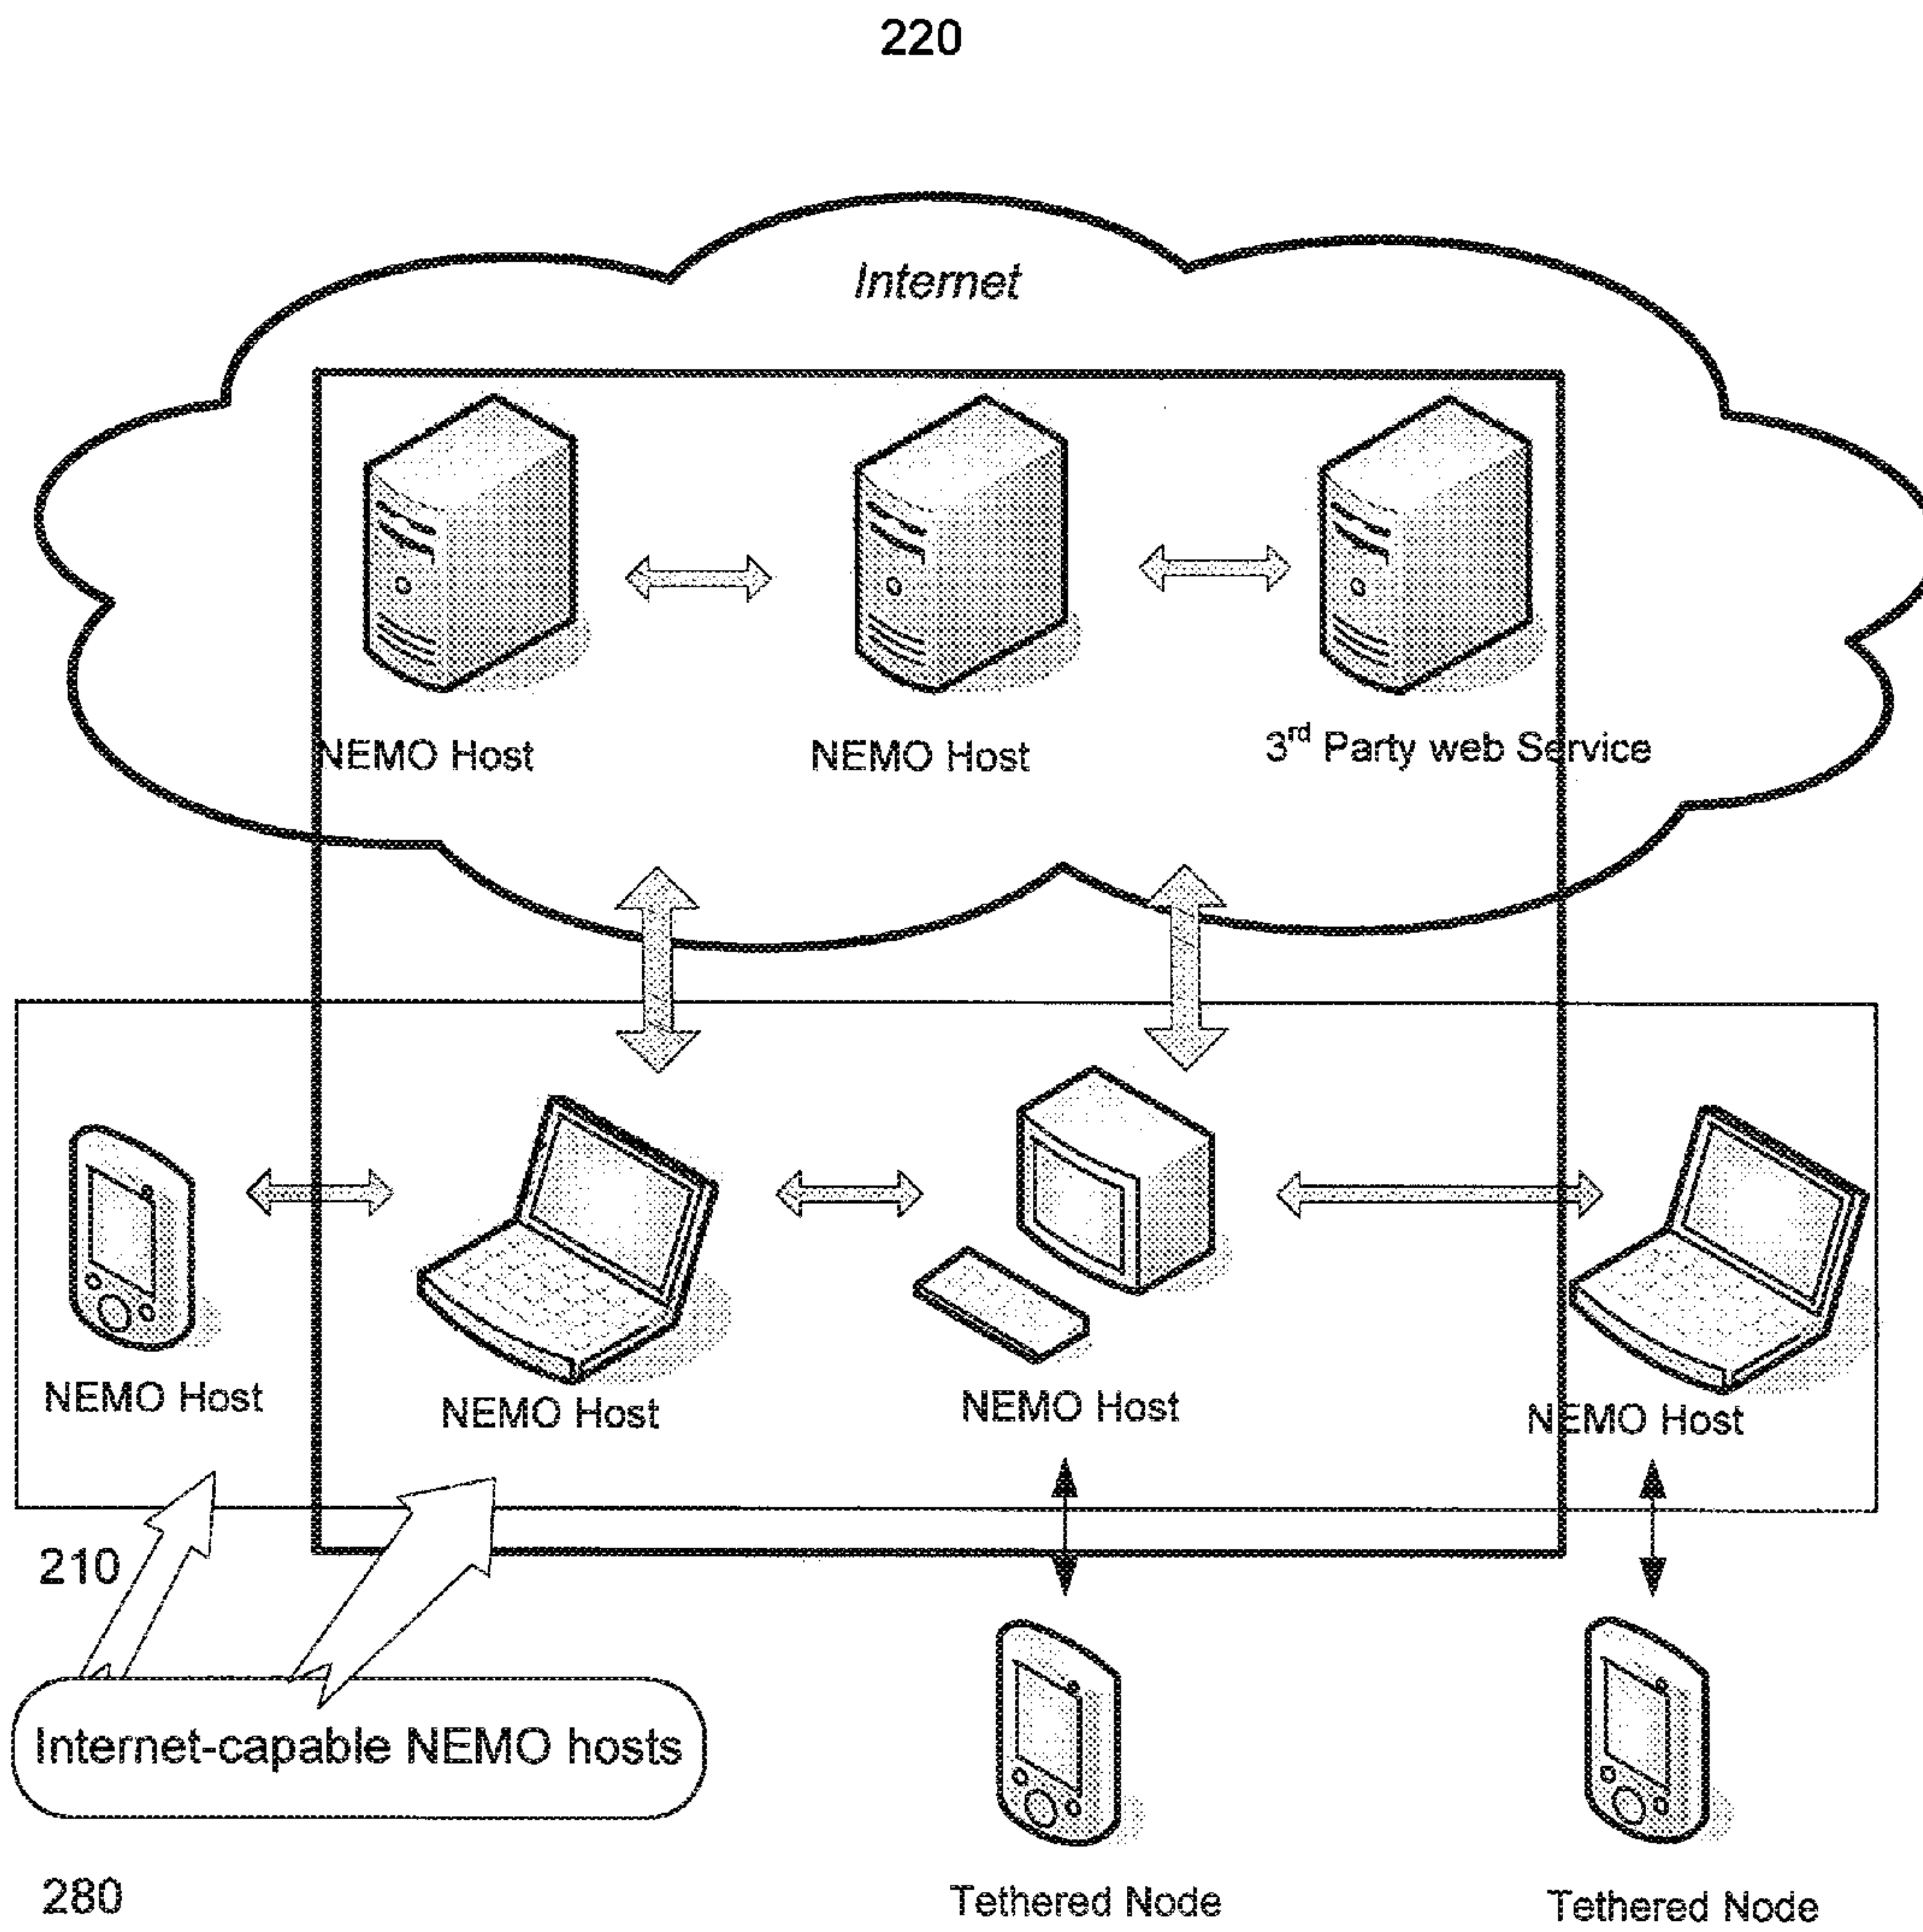 220
Internet
NEMO Host
NEMO Host
3rd Party web Service
NEMO Host
NEMO Host
NEMO Host
NEMO Host
210
Internet-capable NEMO hosts
280
Tethered Node
Tethered Node